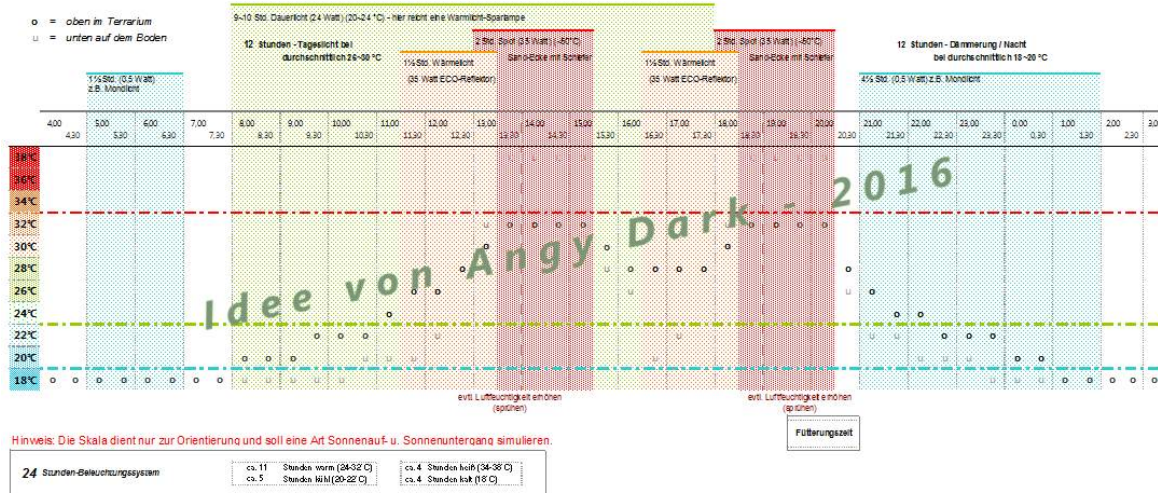 9-10 Std. Dauerlicht (24 Watt) (20-24 °C) - hier reicht eine Warmlicht-Sparlampe
o = oben im Terrarium
u = unten auf dem Boden
12 Stunden - Tageslicht bei
durchschnittlich 26-30 °C
2 Std. Spot (35 Watt) (~50°C)
Sand-Ecke mit Schiefer
2 Std. Spot (35 Watt) (~50°C)
Sand-Ecke mit Schiefer
12 Stunden - Dämmerung / Nacht
bei durchschnittlich 18-20 °C
1½ Std. Wärmelicht
(35 Watt ECO-Reflektor)
1½ Std. Wärmelicht
(35 Watt ECO-Reflektor)
1½ Std. (0,5 Watt)
z.B. Mondlicht
4½ Std. (0,5 Watt) z.B. Mondlicht
4,00 5,00 6,00 7,00 8,00 9,00 10,00 11,00 12,00 13,00 14,00 15,00 16,00 17,00 18,00 19,00 20,00 21,00 22,00 23,00 0,00 1,00 2,00 3,00
4,30 5,30 6,30 7,30 8,30 9,30 10,30 11,30 12,30 13,30 14,30 15,30 16,30 17,30 18,30 19,30 20,30 21,30 22,30 23,30 0,30 1,30 2,30
38°C
36°C
34°C
32°C
30°C
28°C
26°C
24°C
22°C
20°C
18°C
Idee von Angy Dark - 2016
evtl. Luftfeuchtigkeit erhöhen
(sprühen)
evtl. Luftfeuchtigkeit erhöhen
(sprühen)
Fütterungszeit
Hinweis: Die Skala dient nur zur Orientierung und soll eine Art Sonnenauf- u. Sonnenuntergang simulieren.
24 Stunden-Beleuchtungssystem
ca. 11 Stunden warm (24-32°C)
ca. 5 Stunden kühl (20-22°C)
ca. 4 Stunden heiß (34-38°C)
ca. 4 Stunden kalt (18°C)